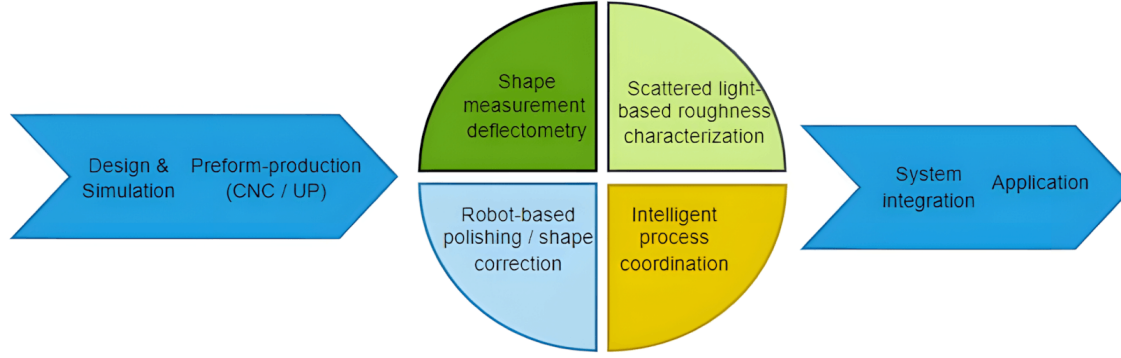 Design &
Simulation
Preform-production
(CNC / UP)
Shape
measurement
deflectometry
Scattered light-
based roughness
characterization
Robot-based
polishing / shape
correction
Intelligent
process
coordination
System
integration
Application